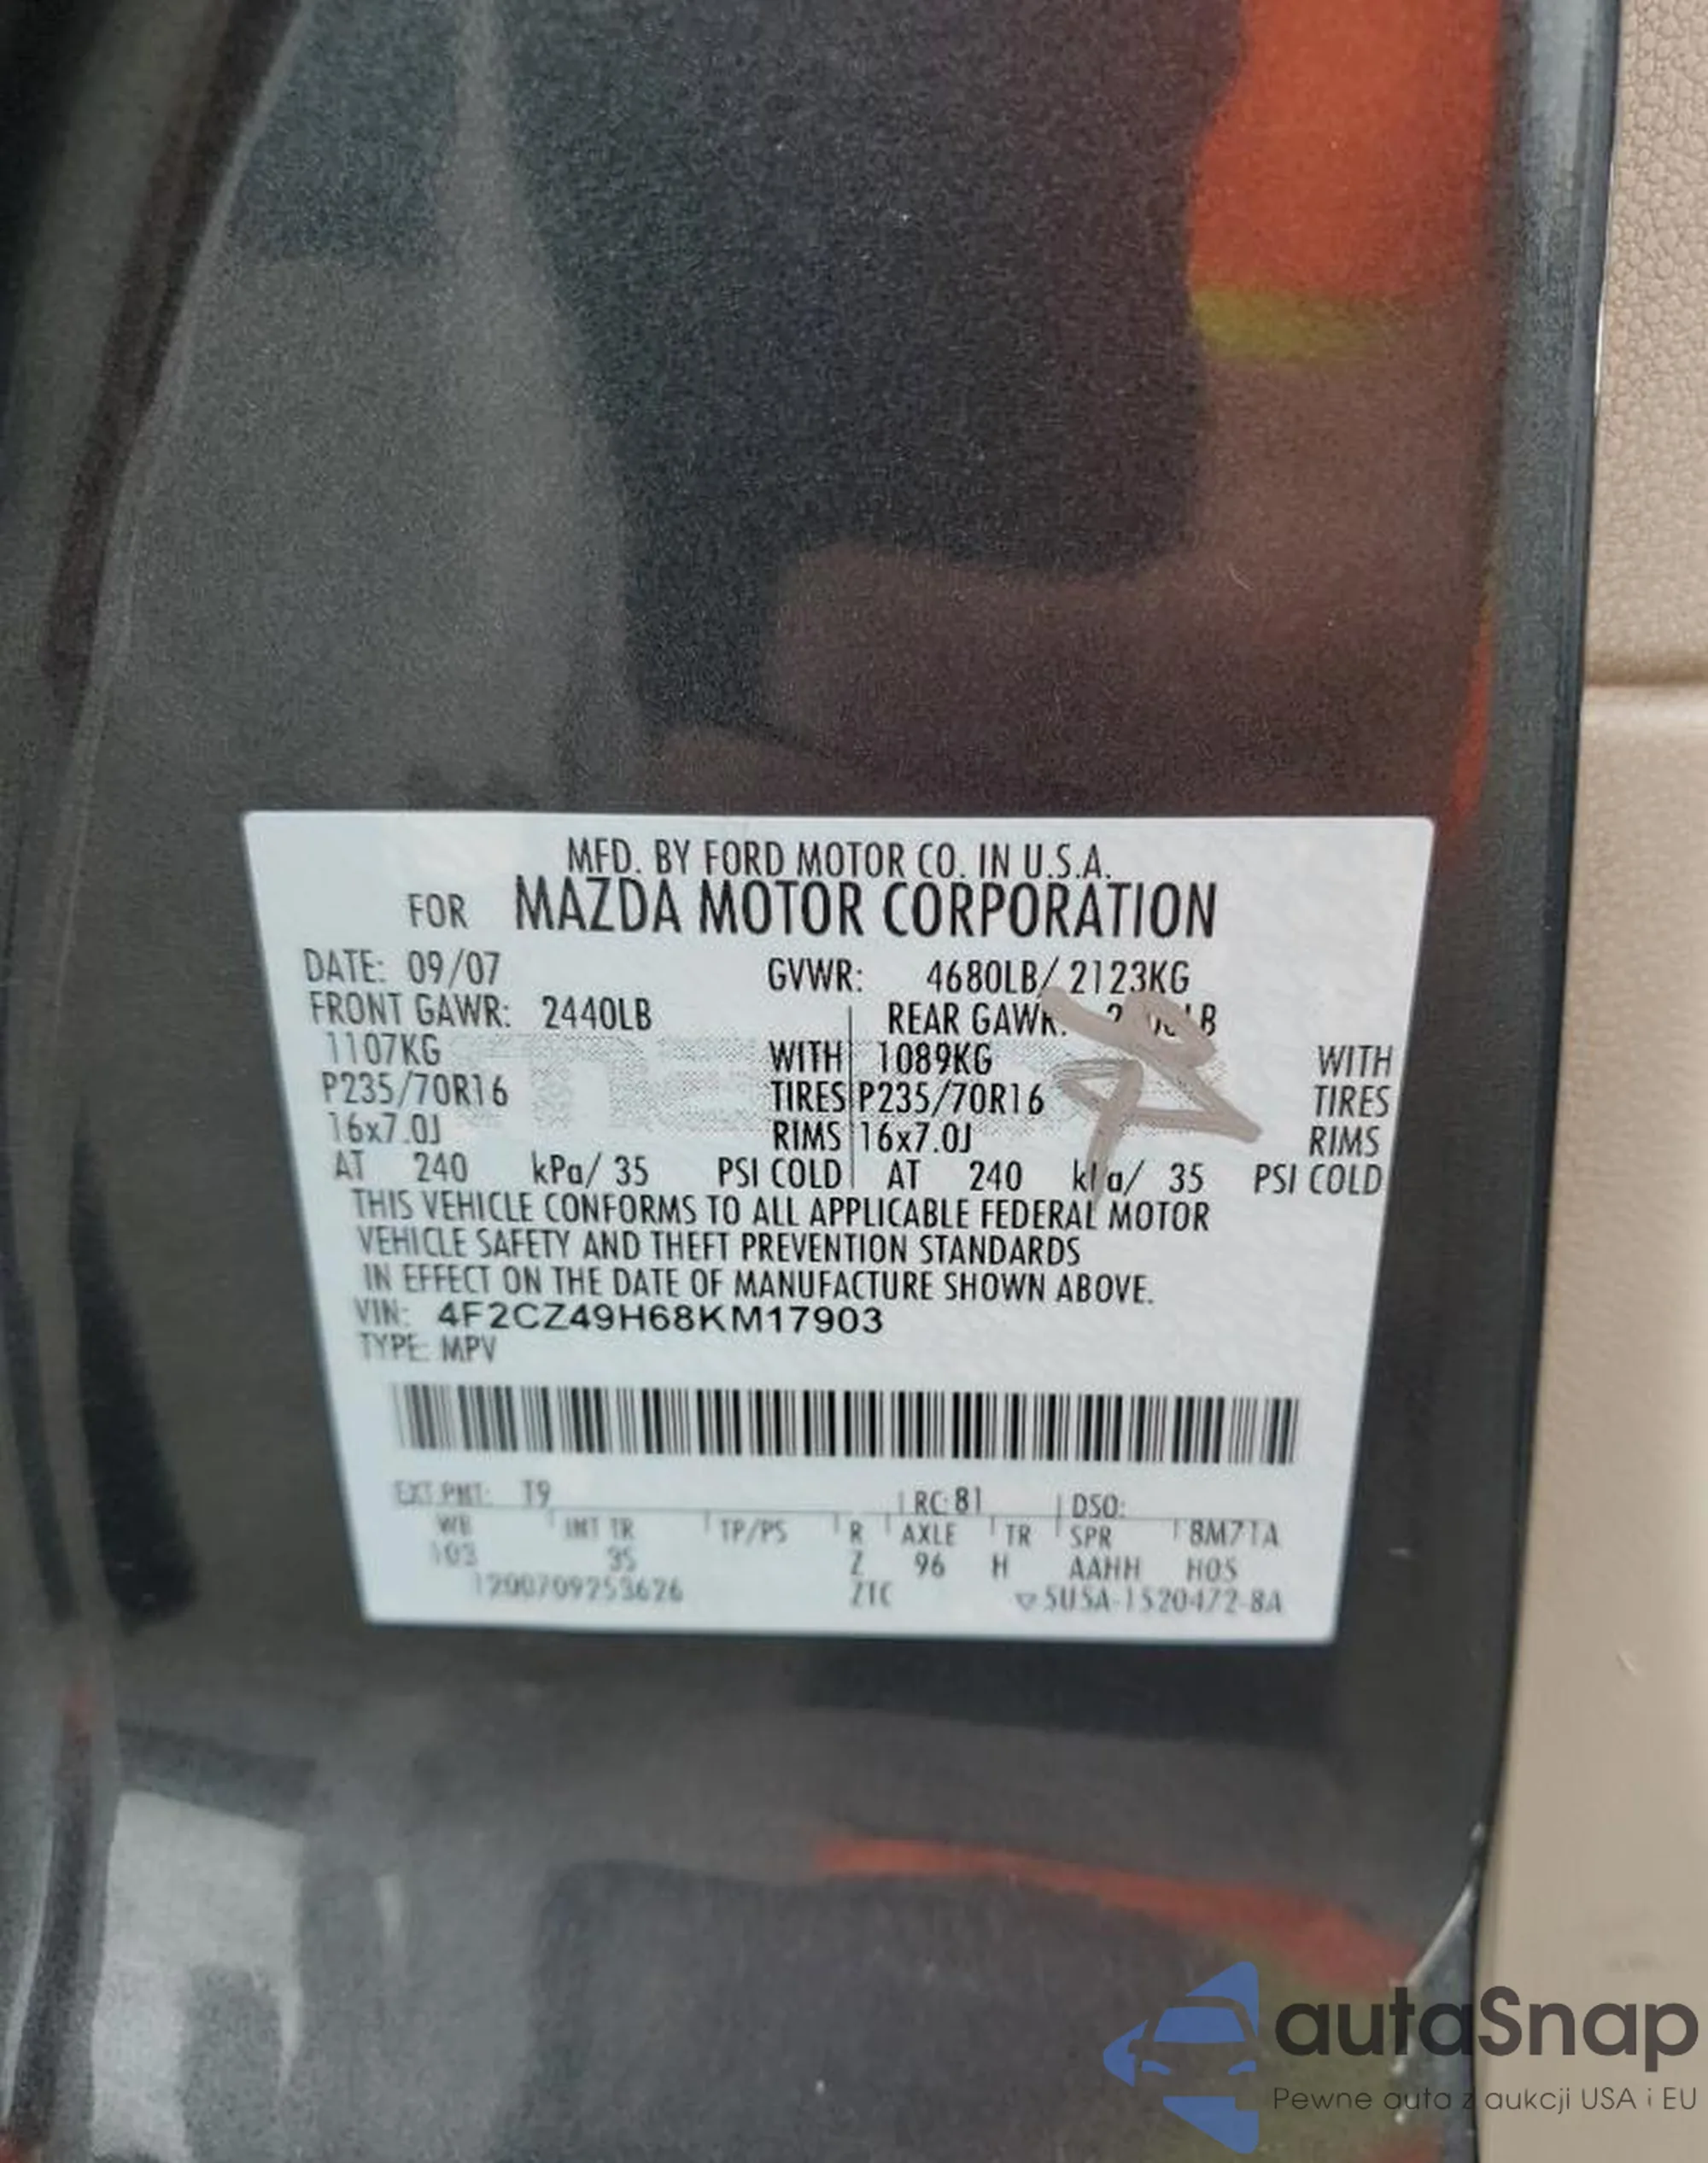 MFD. BY FORD MOTOR CO. IN U.S.A.
FOR MAZDA MOTOR CORPORATION
DATE: 09/07 GVWR: 4680LB/ 2123KG
FRONT GAWR: 2440LB REAR GAWR:
1107KG WITH 1089KG WITH
P235/70R16 TIRES P235/70R16 TIRES
16x7.0J RIMS 16x7.0J RIMS
AT 240 kPa/ 35 PSI COLD AT 240 kPa/ 35 PSI COLD
THIS VEHICLE CONFORMS TO ALL APPLICABLE FEDERAL MOTOR
VEHICLE SAFETY AND THEFT PREVENTION STANDARDS
IN EFFECT ON THE DATE OF MANUFACTURE SHOWN ABOVE.
VIN: 4F2CZ49H68KM17903
TYPE: MPV
EXT PNT: T9 RC: 81 DSO:
WB INT TR TP/PS R AXLE TR SPR 8M71A
103 35 Z 96 H AAHH HOS
1200709253626 ZTC ▽5U5A-1520472-8A
autaSnap
Pewne auta z aukcji USA i EU